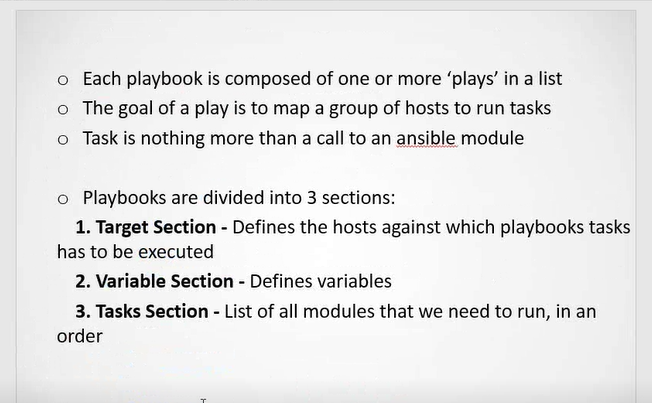 o Each playbook is composed of one or more ‘plays’ in a list
o The goal of a play is to map a group of hosts to run tasks
o Task is nothing more than a call to an ansible module
o Playbooks are divided into 3 sections:
1. Target Section - Defines the hosts against which playbooks tasks
has to be executed
2. Variable Section - Defines variables
3. Tasks Section - List of all modules that we need to run, in an
order